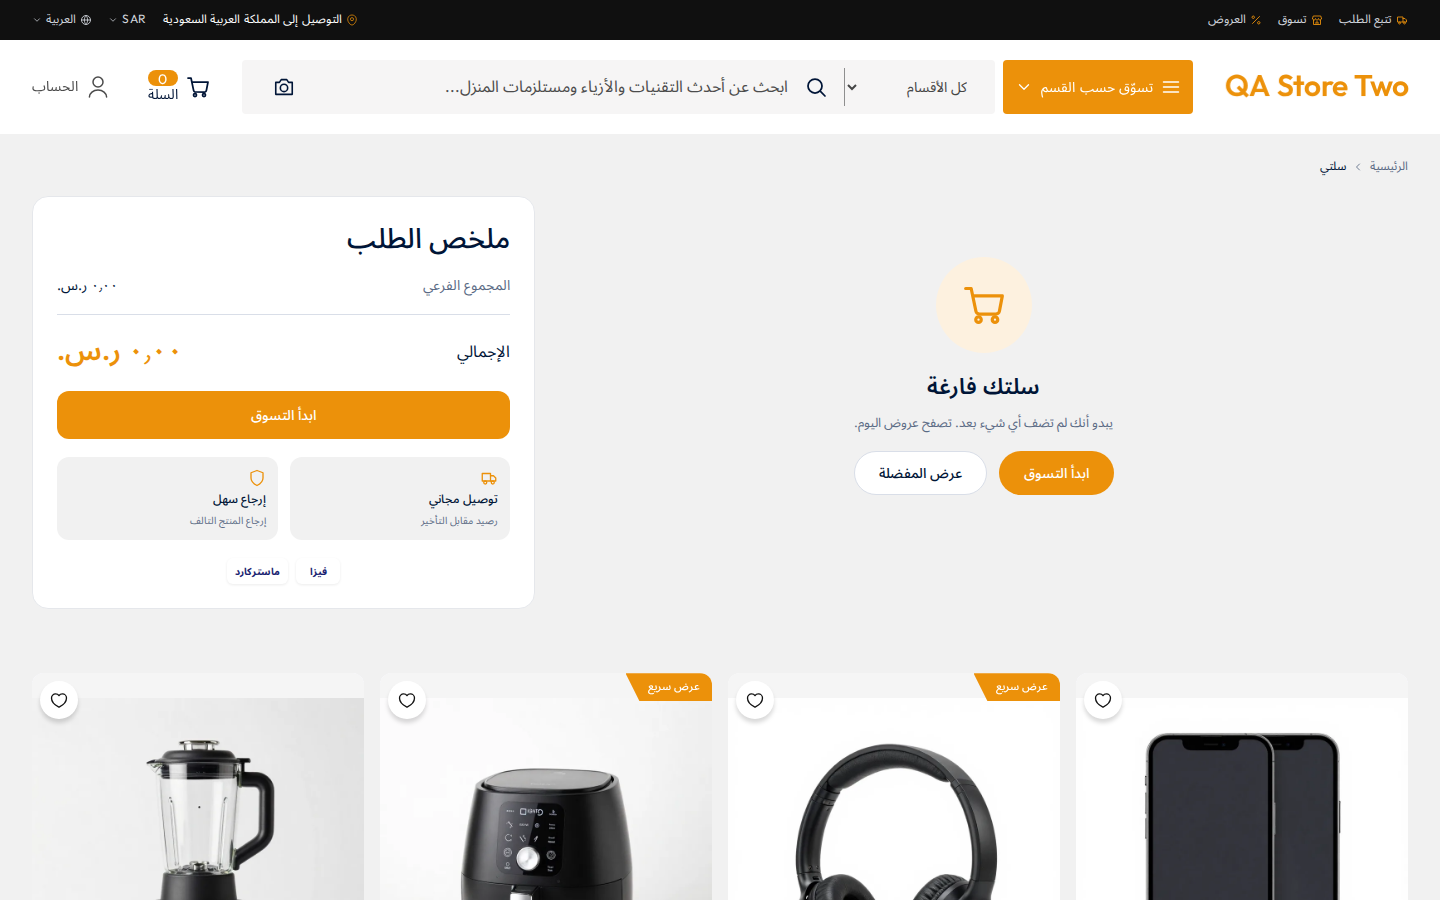 تتبع الطلب
تسوق
العروض
التوصيل إلى المملكة العربية السعودية
SAR
العربية
QA Store Two
تسوّق حسب القسم
كل الأقسام
ابحث عن أحدث التقنيات والأزياء ومستلزمات المنزل...
0
السلة
الحساب
الرئيسية
سلتي
سلتك فارغة
يبدو أنك لم تضف أي شيء بعد. تصفح عروض اليوم.
ابدأ التسوق
عرض المفضلة
ملخص الطلب
المجموع الفرعي
٠٫٠٠ ر.س.
الإجمالي
٠٫٠٠ ر.س.
ابدأ التسوق
توصيل مجاني
رصيد مقابل التأخير
إرجاع سهل
إرجاع المنتج التالف
فيزا
ماستركارد
عرض سريع
عرض سريع